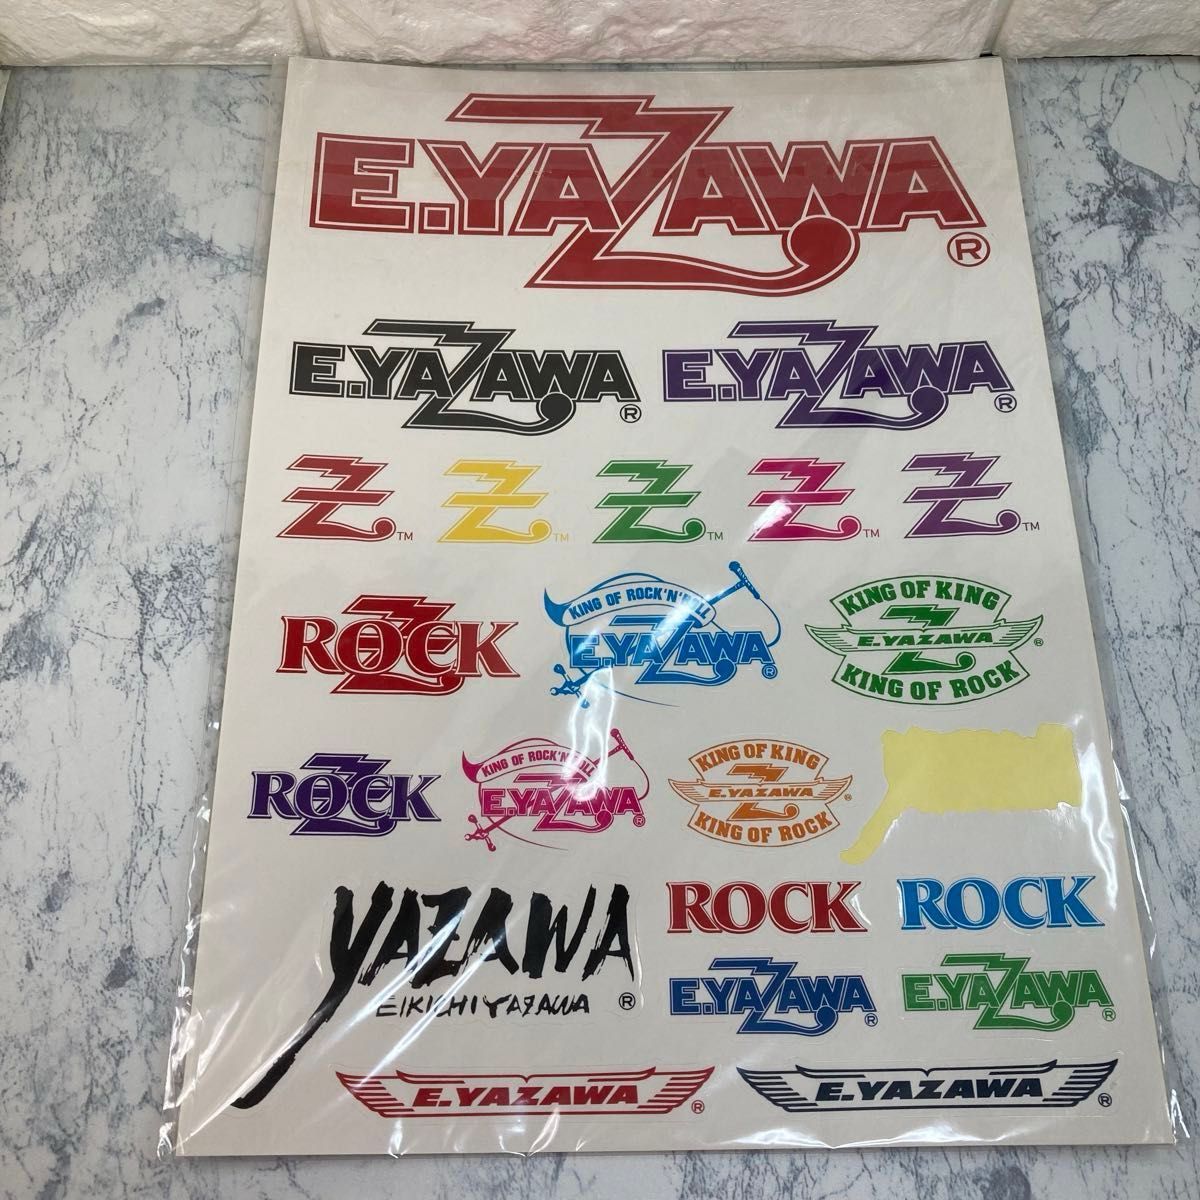 E.YAZAWA ®
E.YAZAWA ® E.YAZAWA ®
Z TM Z TM Z TM Z TM Z TM
ROCK
KING OF ROCK'N'ROLL
E.YAZAWA ®
KING OF KING
E.YAZAWA ®
KING OF ROCK
ROCK
KING OF ROCK'N'ROLL
E.YAZAWA ®
KING OF KING
E.YAZAWA ®
KING OF ROCK
YAZAWA
EIKICHI YAZAWA ®
ROCK ROCK
E.YAZAWA ® E.YAZAWA ®
E.YAZAWA ® E.YAZAWA ®